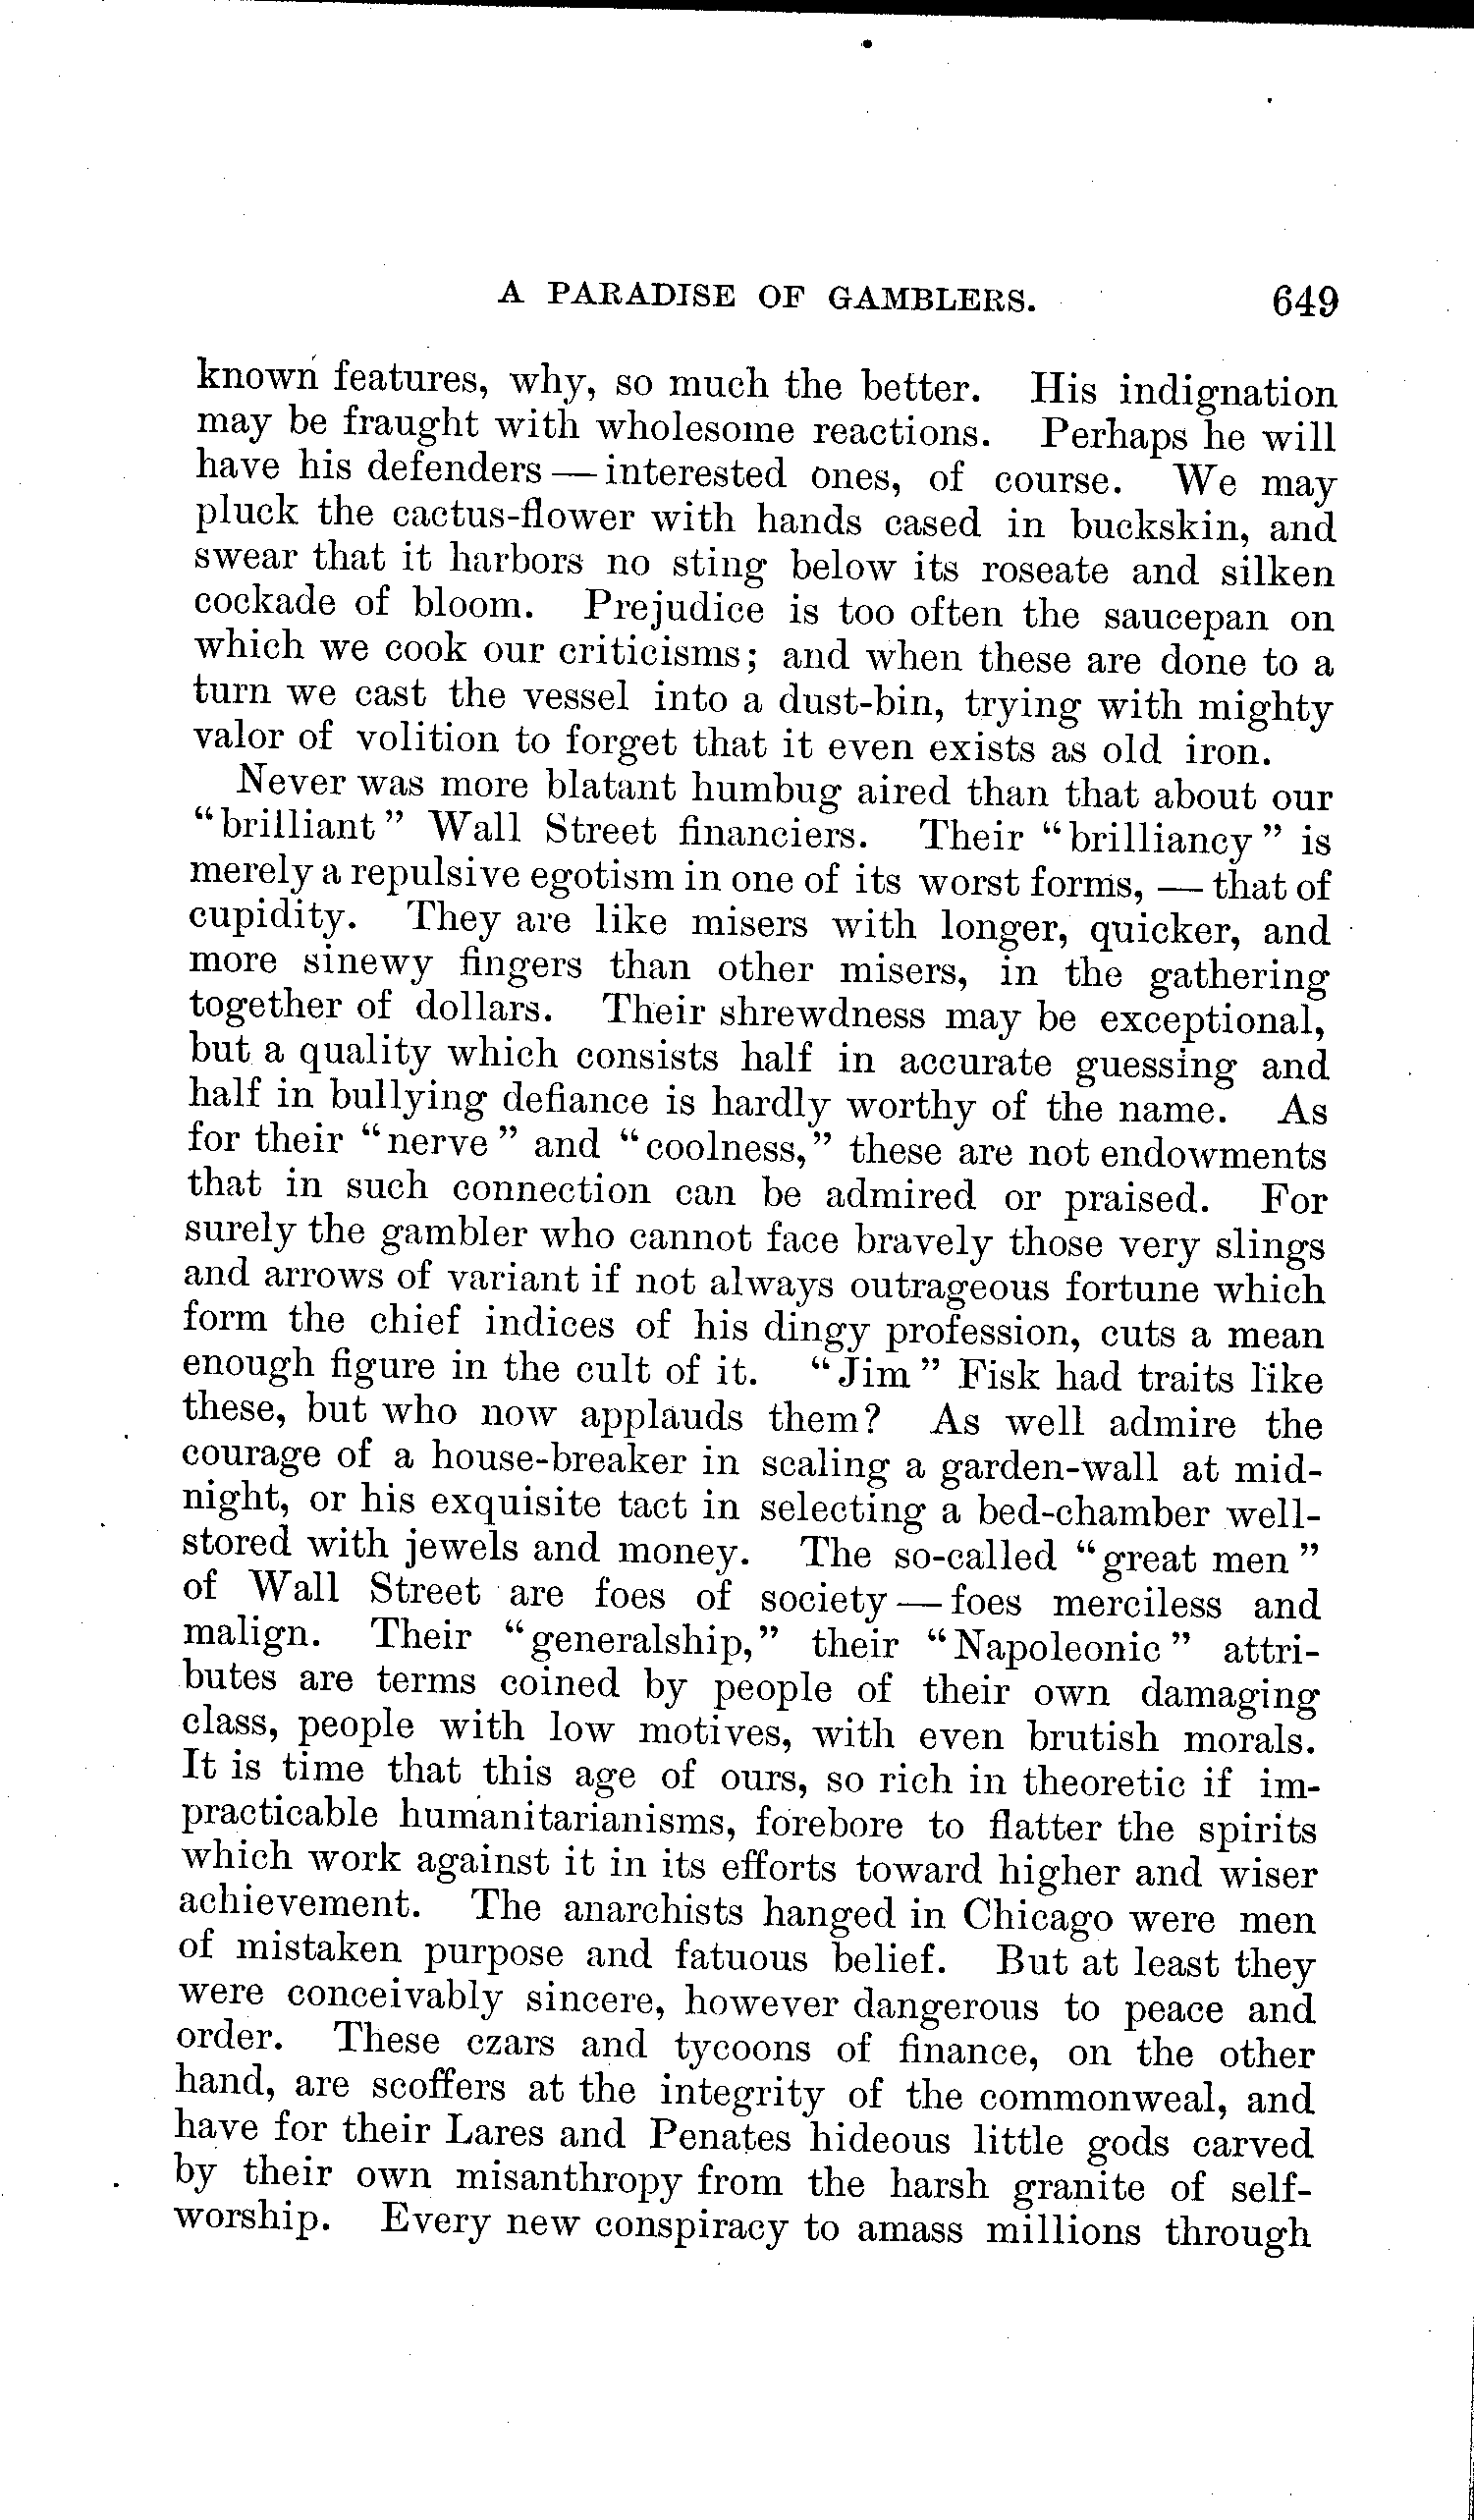 A PARADISE OF GAMBLERS. 649
known features, why, so much the better. His indignation
may be fraught with wholesome reactions. Perhaps he will
have his defenders — interested ones, of course. We may
pluck the cactus-flower with hands cased in buckskin, and
swear that it harbors no sting below its roseate and silken
cockade of bloom. Prejudice is too often the saucepan on
which we cook our criticisms; and when these are done to a
turn we cast the vessel into a dust-bin, trying with mighty
valor of volition to forget that it even exists as old iron.
Never was more blatant humbug aired than that about our
"brilliant" Wall Street financiers. Their "brilliancy" is
merely a repulsive egotism in one of its worst forms, — that of
cupidity. They are like misers with longer, quicker, and
more sinewy fingers than other misers, in the gathering
together of dollars. Their shrewdness may be exceptional,
but a quality which consists half in accurate guessing and
half in bullying defiance is hardly worthy of the name. As
for their "nerve" and "coolness," these are not endowments
that in such connection can be admired or praised. For
surely the gambler who cannot face bravely those very slings
and arrows of variant if not always outrageous fortune which
form the chief indices of his dingy profession, cuts a mean
enough figure in the cult of it. "Jim" Fisk had traits like
these, but who now applauds them? As well admire the
courage of a house-breaker in scaling a garden-wall at mid-
night, or his exquisite tact in selecting a bed-chamber well-
stored with jewels and money. The so-called "great men"
of Wall Street are foes of society — foes merciless and
malign. Their "generalship," their "Napoleonic" attri-
butes are terms coined by people of their own damaging
class, people with low motives, with even brutish morals.
It is time that this age of ours, so rich in theoretic if im-
practicable humanitarianisms, forebore to flatter the spirits
which work against it in its efforts toward higher and wiser
achievement. The anarchists hanged in Chicago were men
of mistaken purpose and fatuous belief. But at least they
were conceivably sincere, however dangerous to peace and
order. These czars and tycoons of finance, on the other
hand, are scoffers at the integrity of the commonweal, and
have for their Lares and Penates hideous little gods carved
by their own misanthropy from the harsh granite of self-
worship. Every new conspiracy to amass millions through